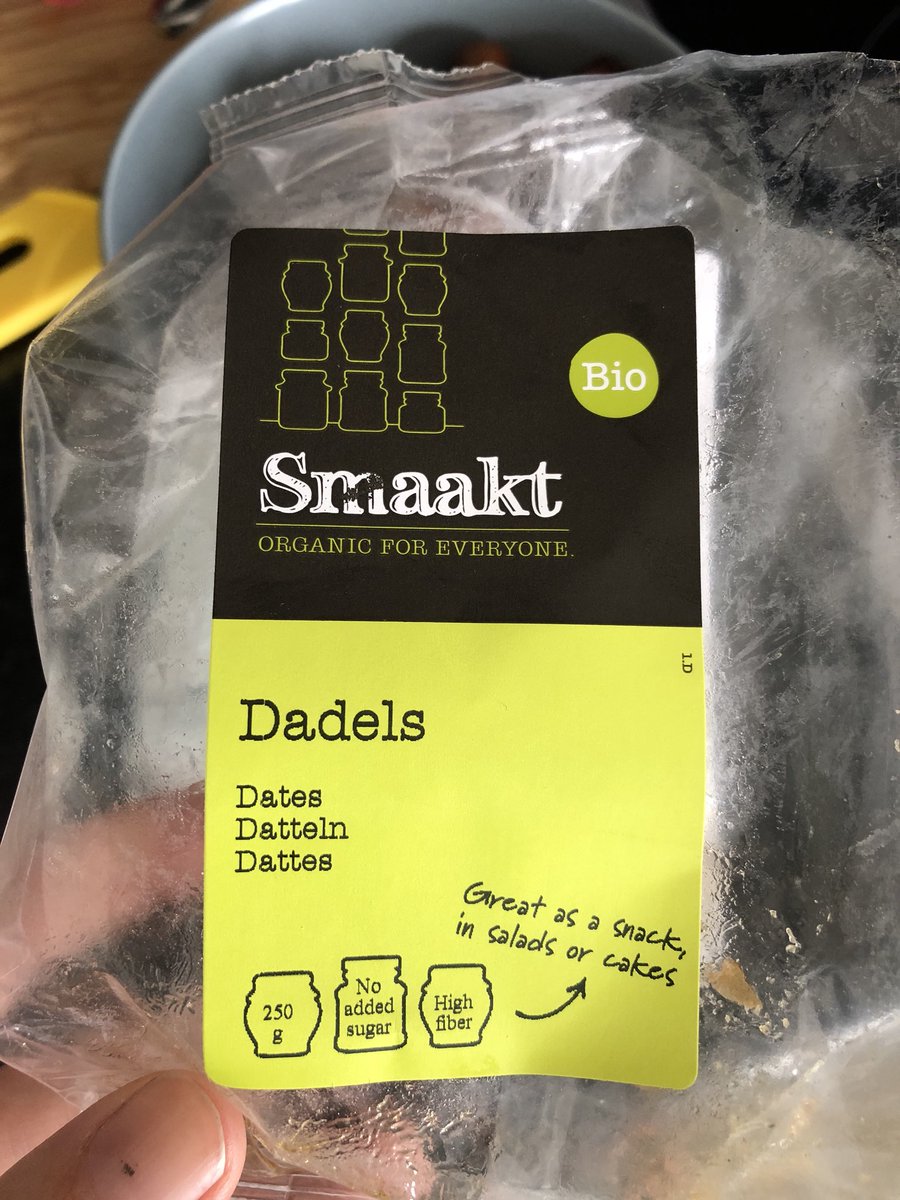 Bio
Smaakt
ORGANIC FOR EVERYONE.
1.D
Dadels
Dates
Datteln
Dattes
Great as a snack,
in salads or cakes
250
g
No
added
sugar
High
fiber